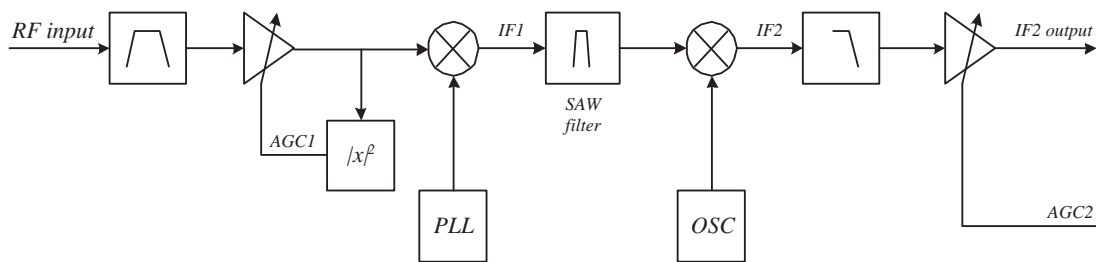 RF input
IF1
IF2
IF2 output
SAW
filter
AGC1
|x|²
PLL
OSC
AGC2